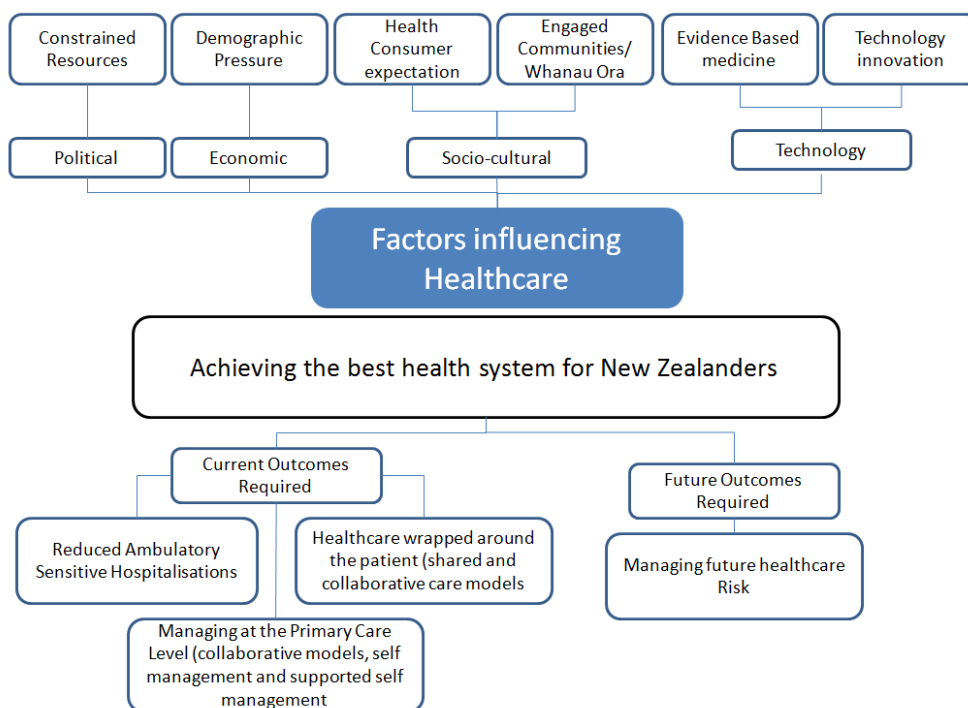 Constrained
Resources
Demographic
Pressure
Health
Consumer
expectation
Engaged
Communities/
Whanau Ora
Evidence Based
medicine
Technology
innovation
Political
Economic
Socio-cultural
Technology
Factors influencing
Healthcare
Achieving the best health system for New Zealanders
Current Outcomes
Required
Future Outcomes
Required
Reduced Ambulatory
Sensitive Hospitalisations
Healthcare wrapped around
the patient (shared and
collaborative care models
Managing future healthcare
Risk
Managing at the Primary Care
Level (collaborative models, self
management and supported self
management